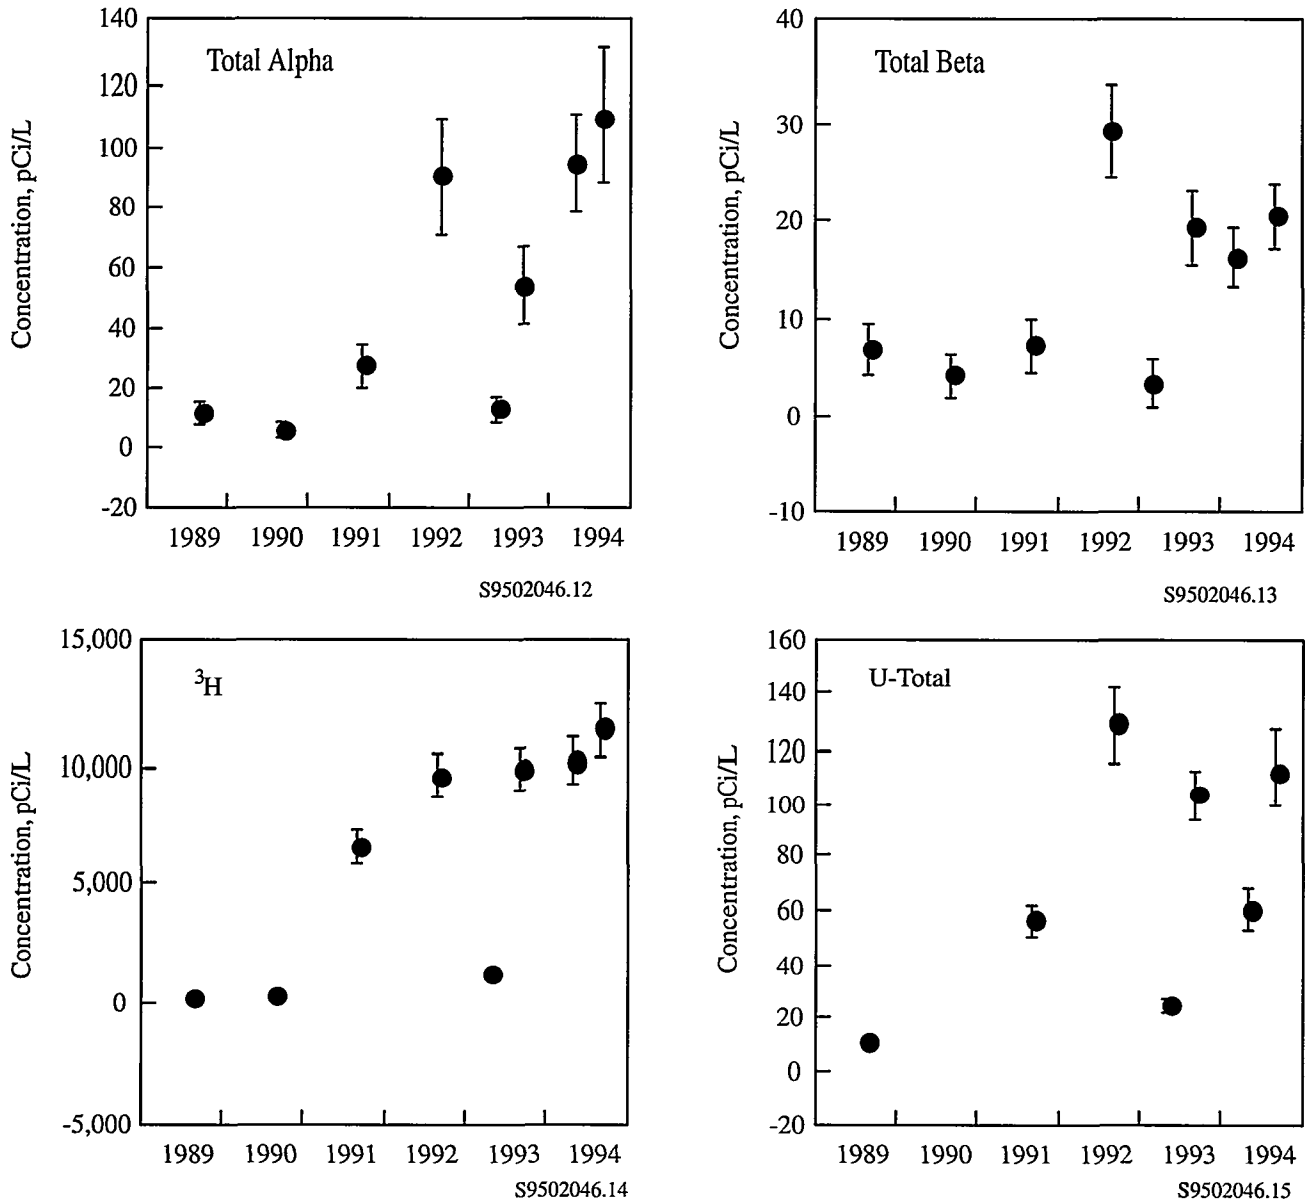 Total Alpha
Concentration, pCi/L
140
120
100
80
60
40
20
0
-20
1989 1990 1991 1992 1993 1994
S9502046.12
Total Beta
Concentration, pCi/L
40
30
20
10
0
-10
1989 1990 1991 1992 1993 1994
S9502046.13
³H
Concentration, pCi/L
15,000
10,000
5,000
0
-5,000
1989 1990 1991 1992 1993 1994
S9502046.14
U-Total
Concentration, pCi/L
160
140
120
100
80
60
40
20
0
-20
1989 1990 1991 1992 1993 1994
S9502046.15